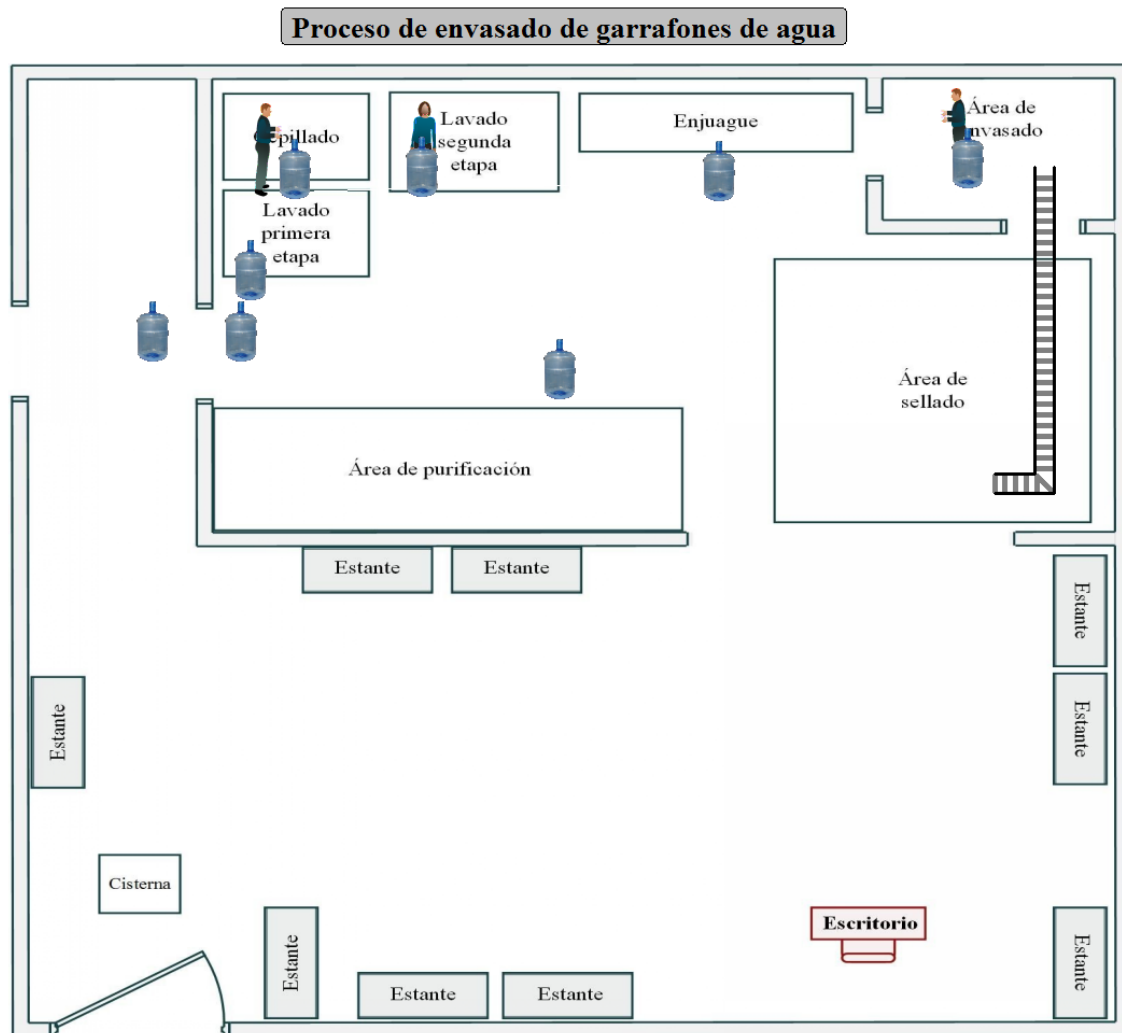 Proceso de envasado de garrafones de agua
Cepillado
Lavado
segunda
etapa
Enjuague
Área de
envasado
Lavado
primera
etapa
Área de
sellado
Área de purificación
Estante
Estante
Estante
Estante
Estante
Cisterna
Escritorio
Estante
Estante
Estante
Estante